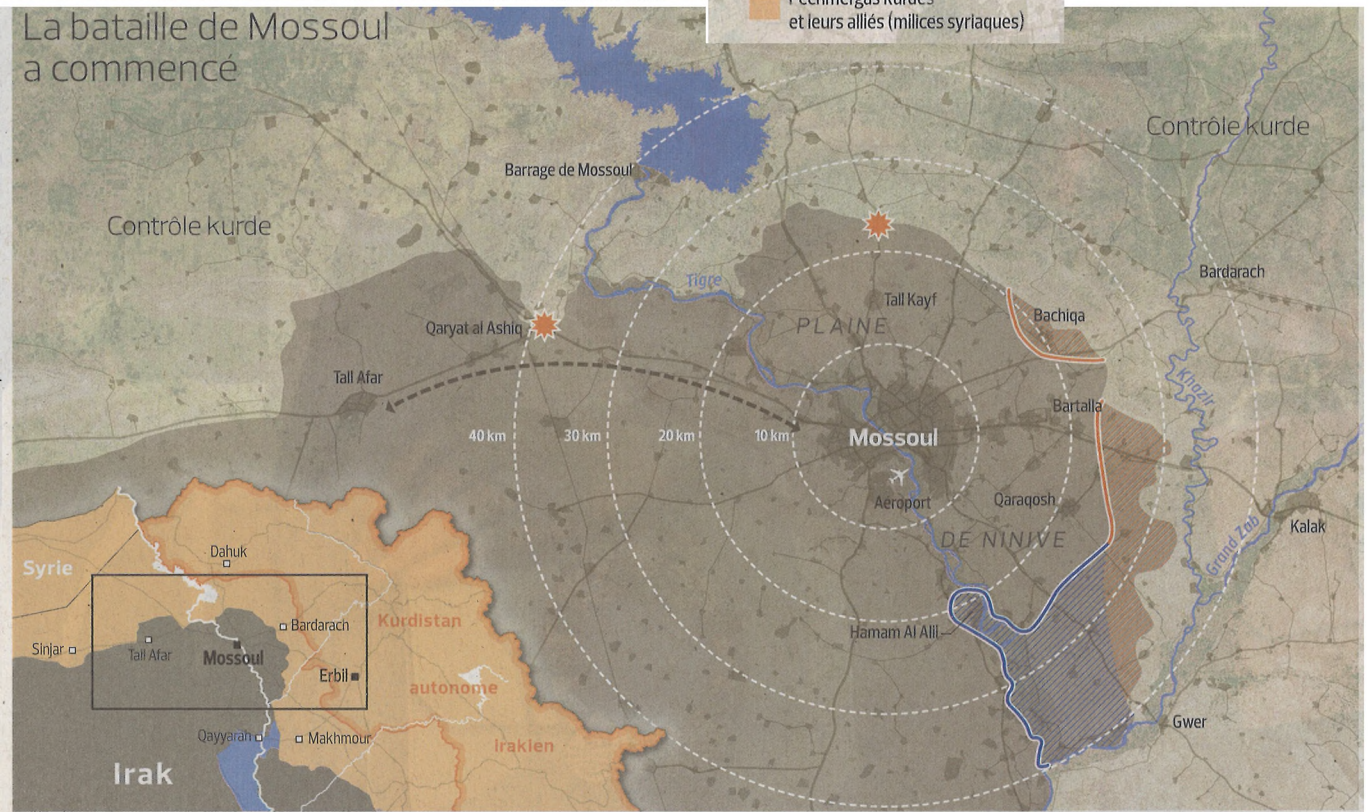 La bataille de Mossoul
a commencé
Pechmergas kurdes
et leurs alliés (milices syriaques)
Contrôle kurde
Barrage de Mossoul
Contrôle kurde
Tigre
Bardarach
Tall Kayf
Bachiqa
Qaryat al Ashiq
PLAINE
Tall Afar
Khazir
Bartalla
40 km
30 km
20 km
10 km
Mossoul
Aéroport
Qaraqosh
Kalak
DE NINIVE
Grand Zab
Hamam Al Alil
Gwer
Syrie
Dahuk
Bardarach
Kurdistan
Sinjar
Tall Afar
Mossoul
Erbil
autonome
Qayyarah
Makhmour
Irakien
Irak